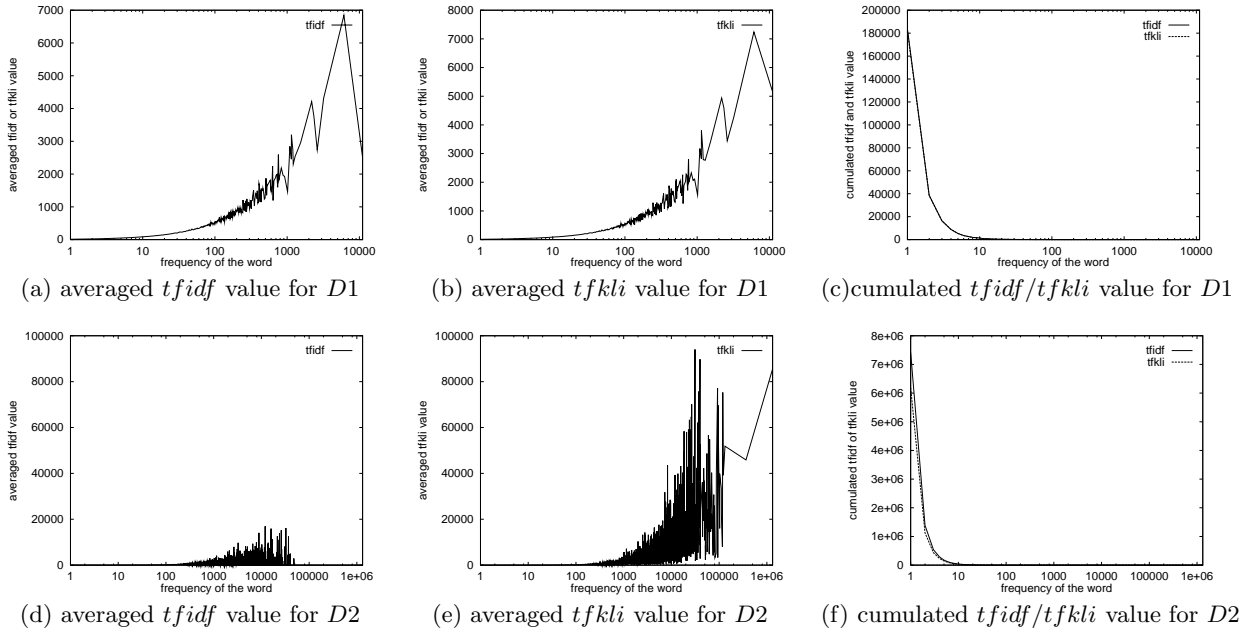 7000
6000
5000
4000
3000
2000
1000
0
averaged tfidf or tfkli value
tfidf
1 10 100 1000 10000
frequency of the word
(a) averaged tfidf value for D1
8000
7000
6000
5000
4000
3000
2000
1000
0
averaged tfidf or tfkli value
tfkli
1 10 100 1000 10000
frequency of the word
(b) averaged tfkli value for D1
200000
180000
160000
140000
120000
100000
80000
60000
40000
20000
0
cumulated tfidf and tfkli value
tfidf
tfkli
1 10 100 1000 10000
frequency of the word
(c)cumulated tfidf/tfkli value for D1
100000
80000
60000
40000
20000
0
averaged tfidf value
tfidf
1 10 100 1000 10000 100000 1e+06
frequency of the word
(d) averaged tfidf value for D2
100000
80000
60000
40000
20000
0
averaged tfkli value
tfkli
1 10 100 1000 10000 100000 1e+06
frequency of the word
(e) averaged tfkli value for D2
8e+06
7e+06
6e+06
5e+06
4e+06
3e+06
2e+06
1e+06
0
cumulated tfidf of tfkli value
tfidf
tfkli
1 10 100 1000 10000 100000 1e+06
frequency of the word
(f) cumulated tfidf/tfkli value for D2